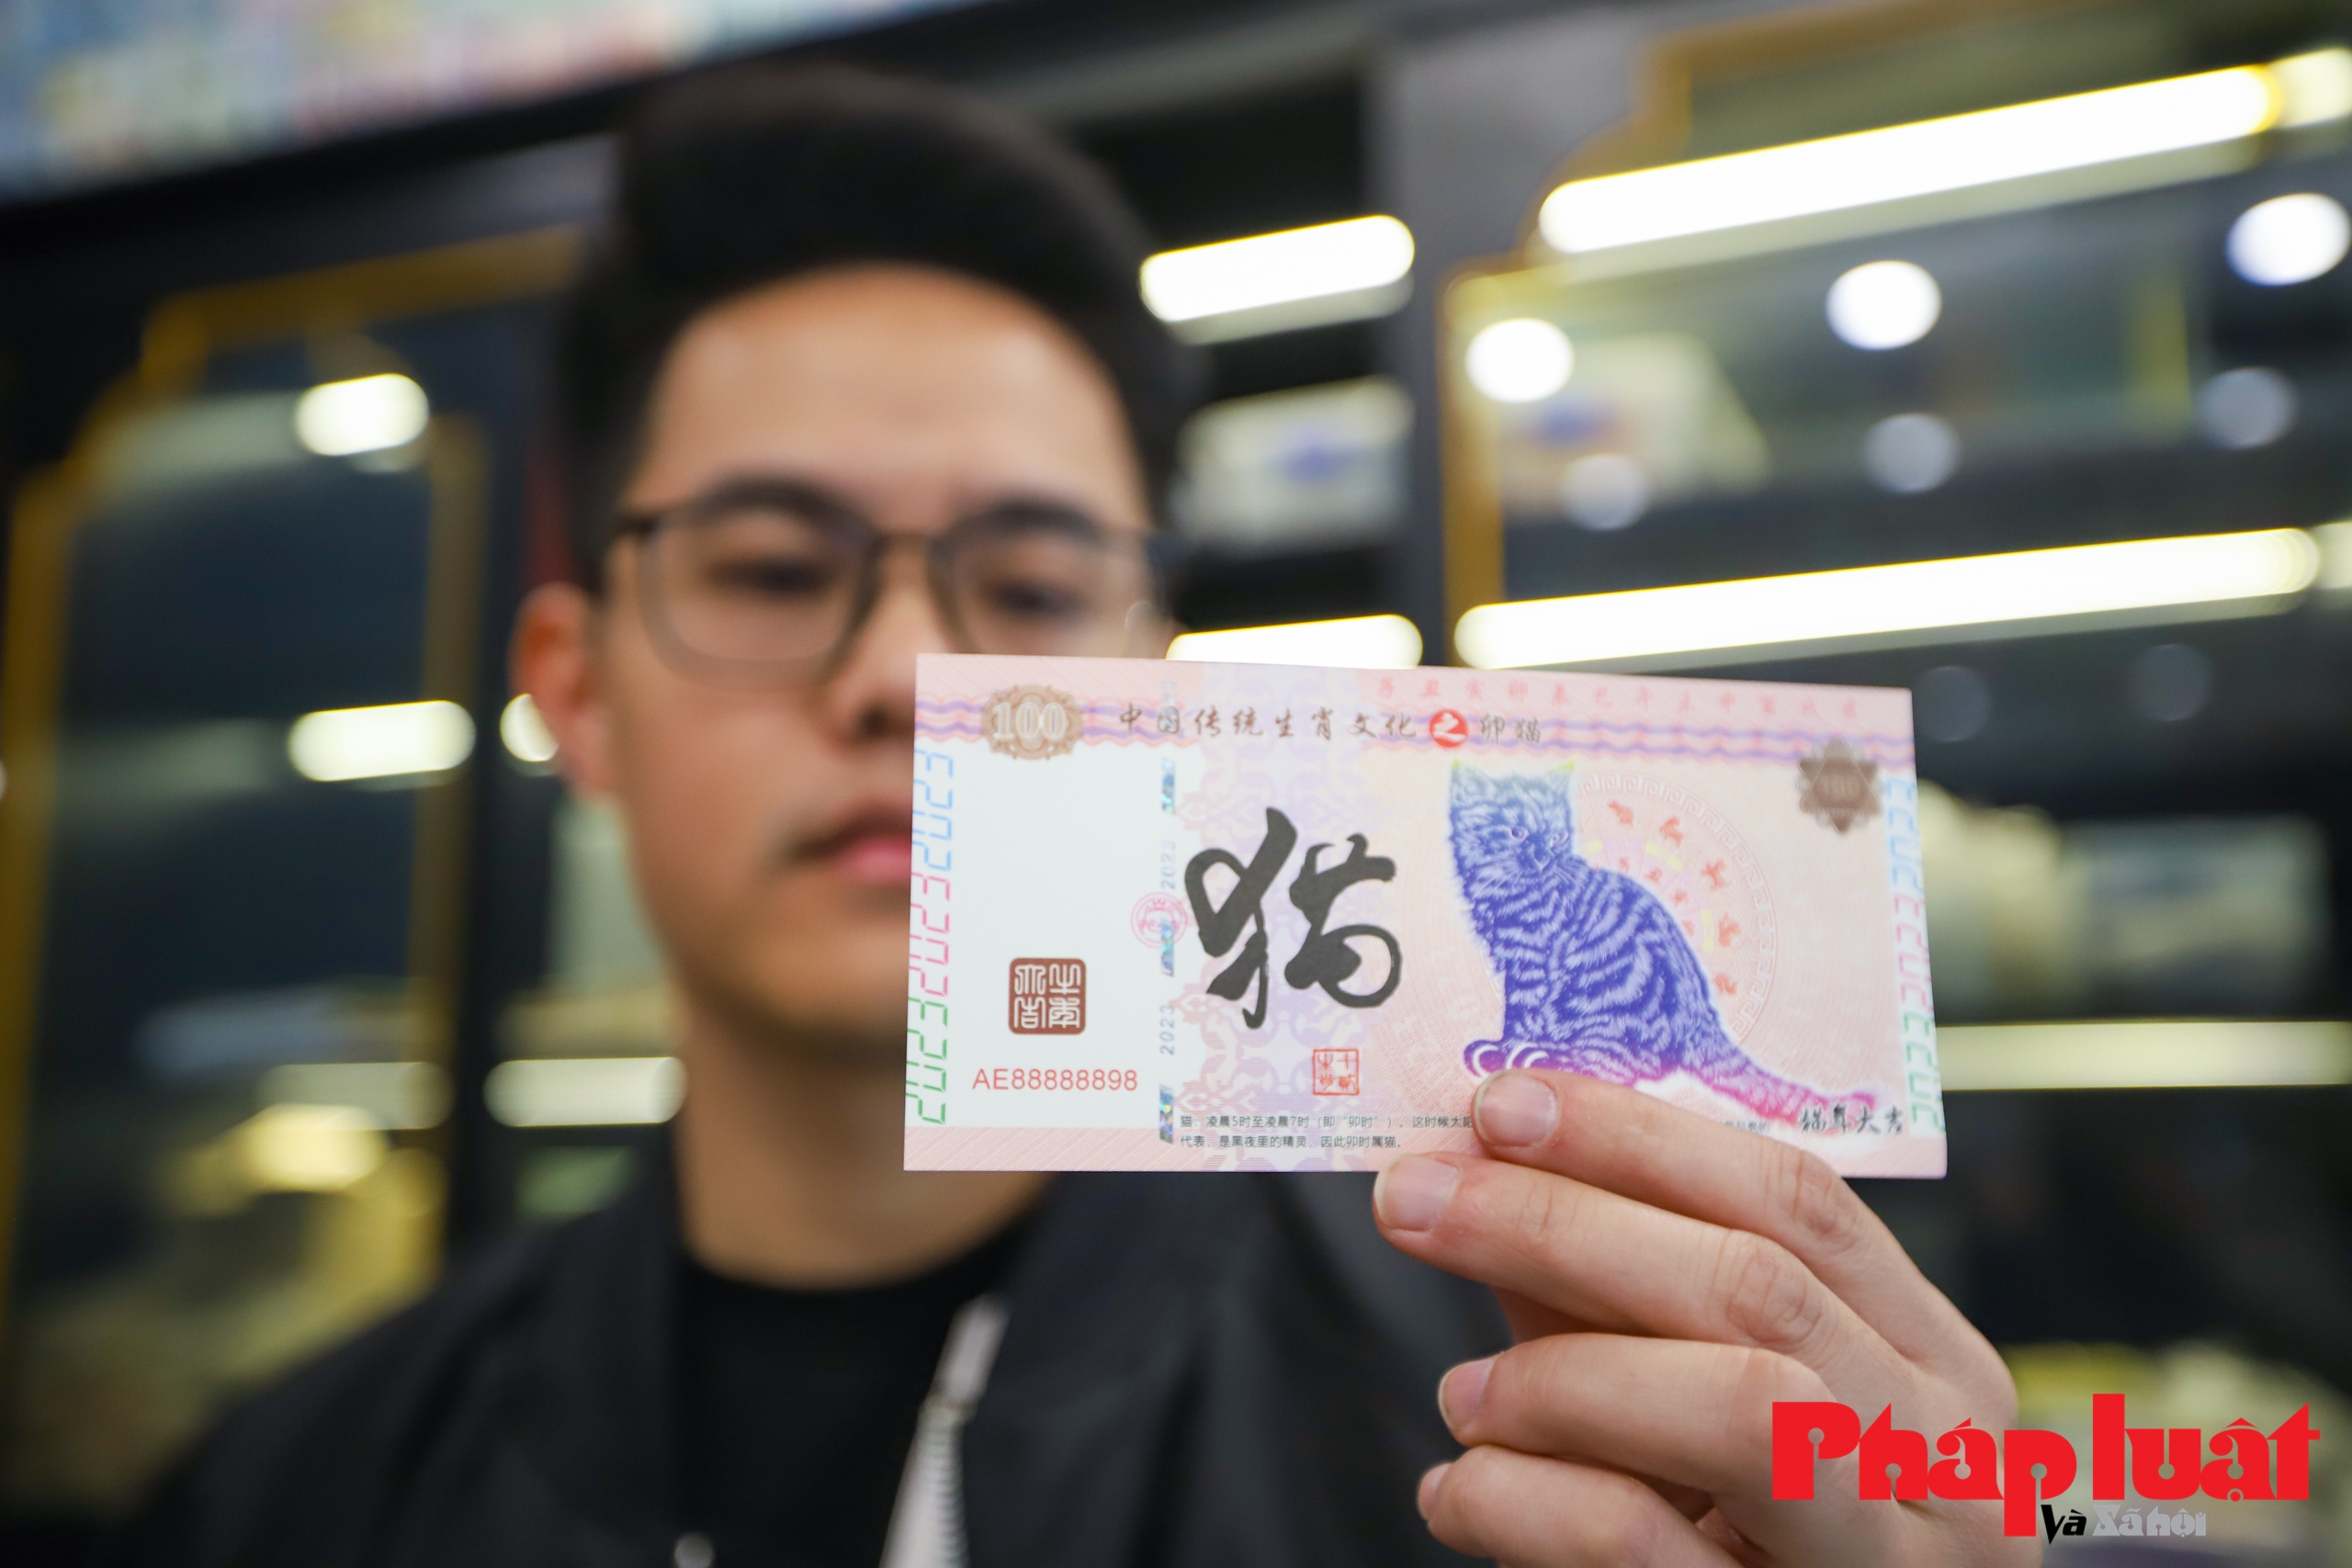 100
中国传统生肖文化之卯猫
2023 2023 2023
猫
AE88888898
2023
猫：凌晨5时至凌晨7时（即“卯时”），这时候太阳
代表，是黑夜里的精灵，因此卯时属猫。
猫年大吉
Pháp luật
Và Xã hội